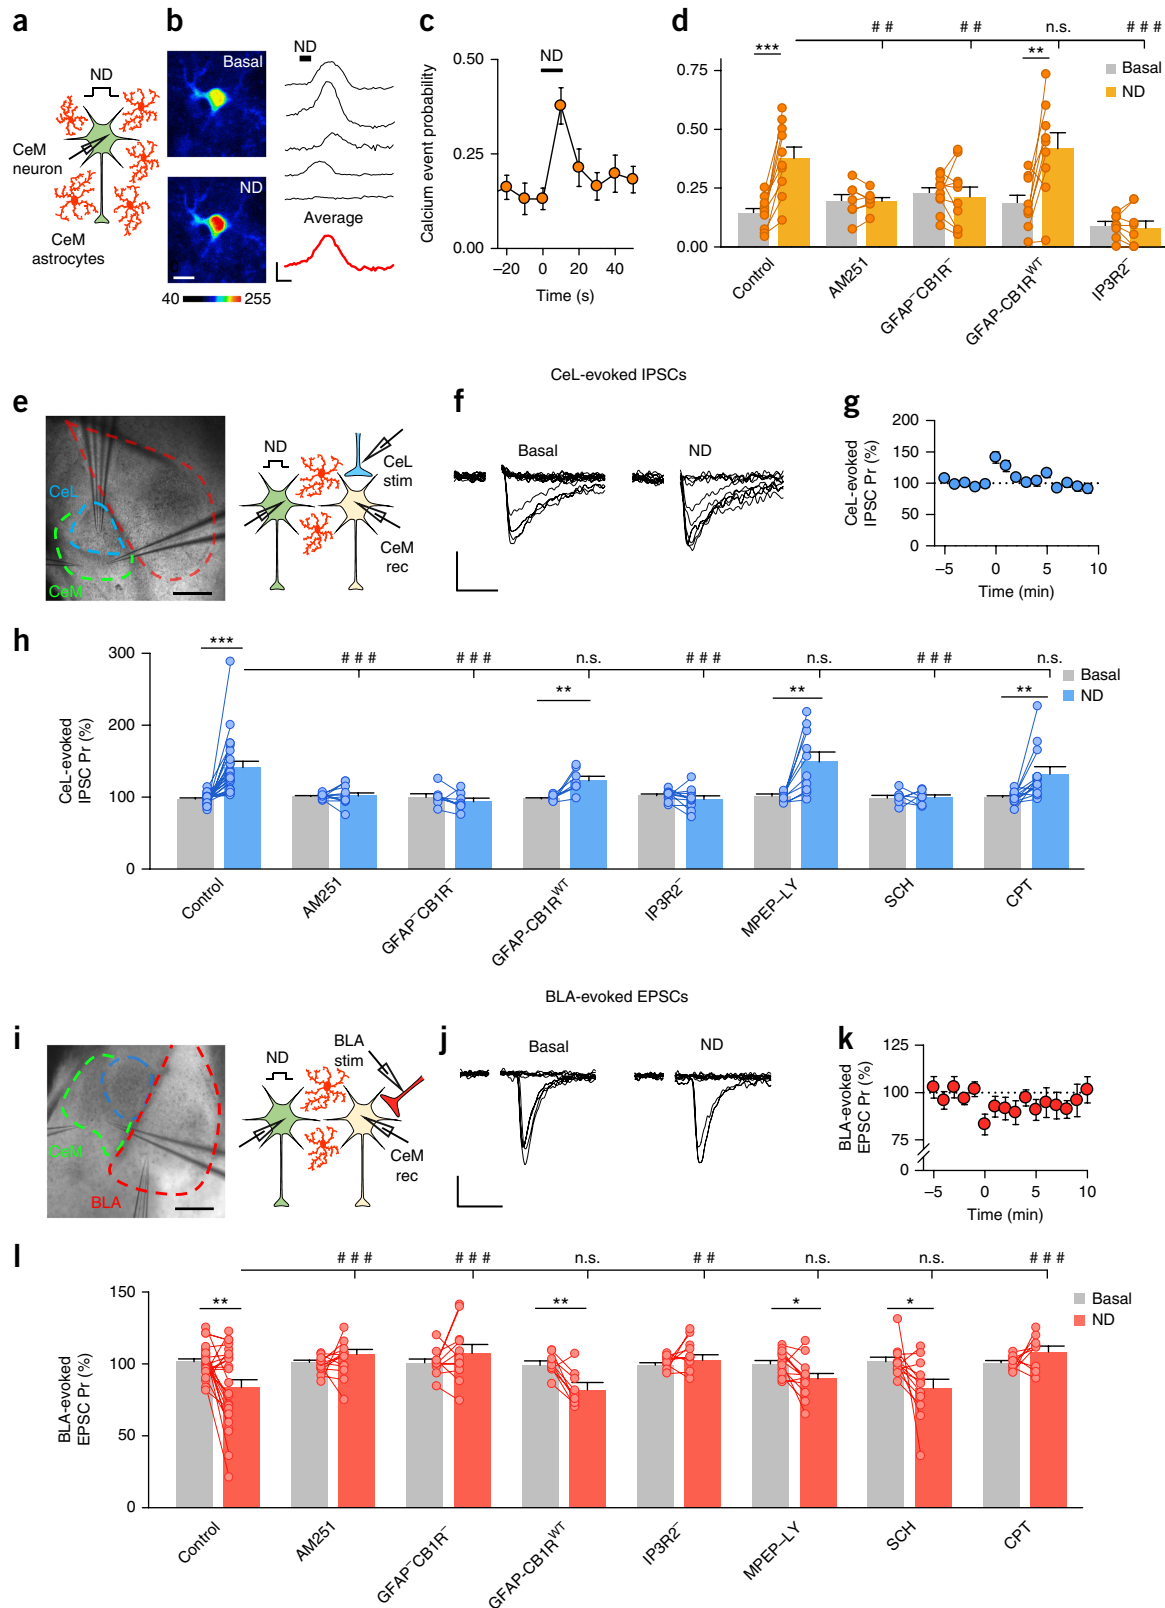 a
ND
CeM
neuron
CeM
astrocytes
b
Basal
ND
40 255
ND
Average
c
ND
Calcium event probability
0.50
0.25
0.00
−20 0 20 40
Time (s)
d
# # # # n.s. # # #
*** **
Basal
ND
0.75
0.50
0.25
0.00
Control
AM251
GFAP⁻CB1R⁻
GFAP-CB1Rᵂᵀ
IP3R2⁻
CeL-evoked IPSCs
e
CeL
CeM
ND
CeL
stim
CeM
rec
f
Basal
ND
g
CeL-evoked
IPSC Pr (%)
200
150
100
50
0
−5 0 5 10
Time (min)
h
*** # # # # # # n.s. # # # n.s. # # # n.s.
** ** **
Basal
ND
CeL-evoked
IPSC Pr (%)
300
200
100
0
Control
AM251
GFAP⁻CB1R⁻
GFAP-CB1Rᵂᵀ
IP3R2⁻
MPEP–LY
SCH
CPT
BLA-evoked EPSCs
i
CeM
BLA
ND
BLA
stim
CeM
rec
j
Basal
ND
k
BLA-evoked
EPSC Pr (%)
125
100
75
0
−5 0 5 10
Time (min)
l
# # # # # # n.s. # # n.s. n.s. # # #
** ** * *
Basal
ND
BLA-evoked
EPSC Pr (%)
150
100
50
0
Control
AM251
GFAP⁻CB1R⁻
GFAP-CB1Rᵂᵀ
IP3R2⁻
MPEP–LY
SCH
CPT